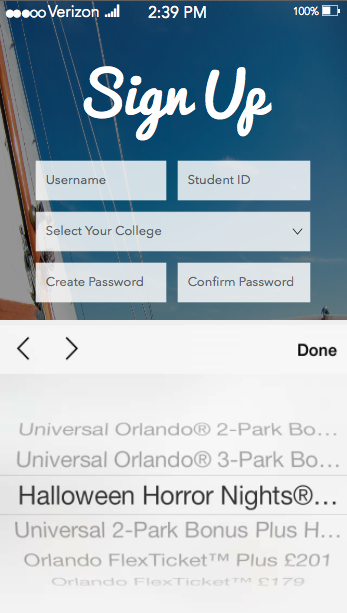 Verizon 2:39 PM 100%
Sign Up
Username Student ID
Select Your College
Create Password Confirm Password
Done
Universal Orlando® 2-Park Bo...
Universal Orlando® 3-Park Bo...
Halloween Horror Nights®...
Universal 2-Park Bonus Plus H...
Orlando FlexTicket™ Plus £201
Orlando FlexTicket™ £179